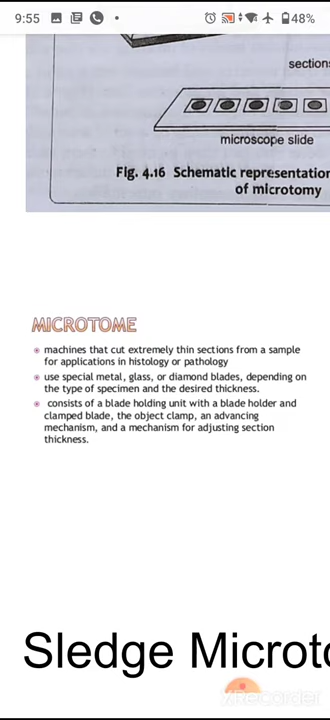 9:55
48%
section
microscope slide
Fig. 4.16 Schematic representation
of microtomy
MICROTOME
machines that cut extremely thin sections from a sample
for applications in histology or pathology
use special metal, glass, or diamond blades, depending on
the type of specimen and the desired thickness.
consists of a blade holding unit with a blade holder and
clamped blade, the object clamp, an advancing
mechanism, and a mechanism for adjusting section
thickness.
Sledge Microto
XRecorder